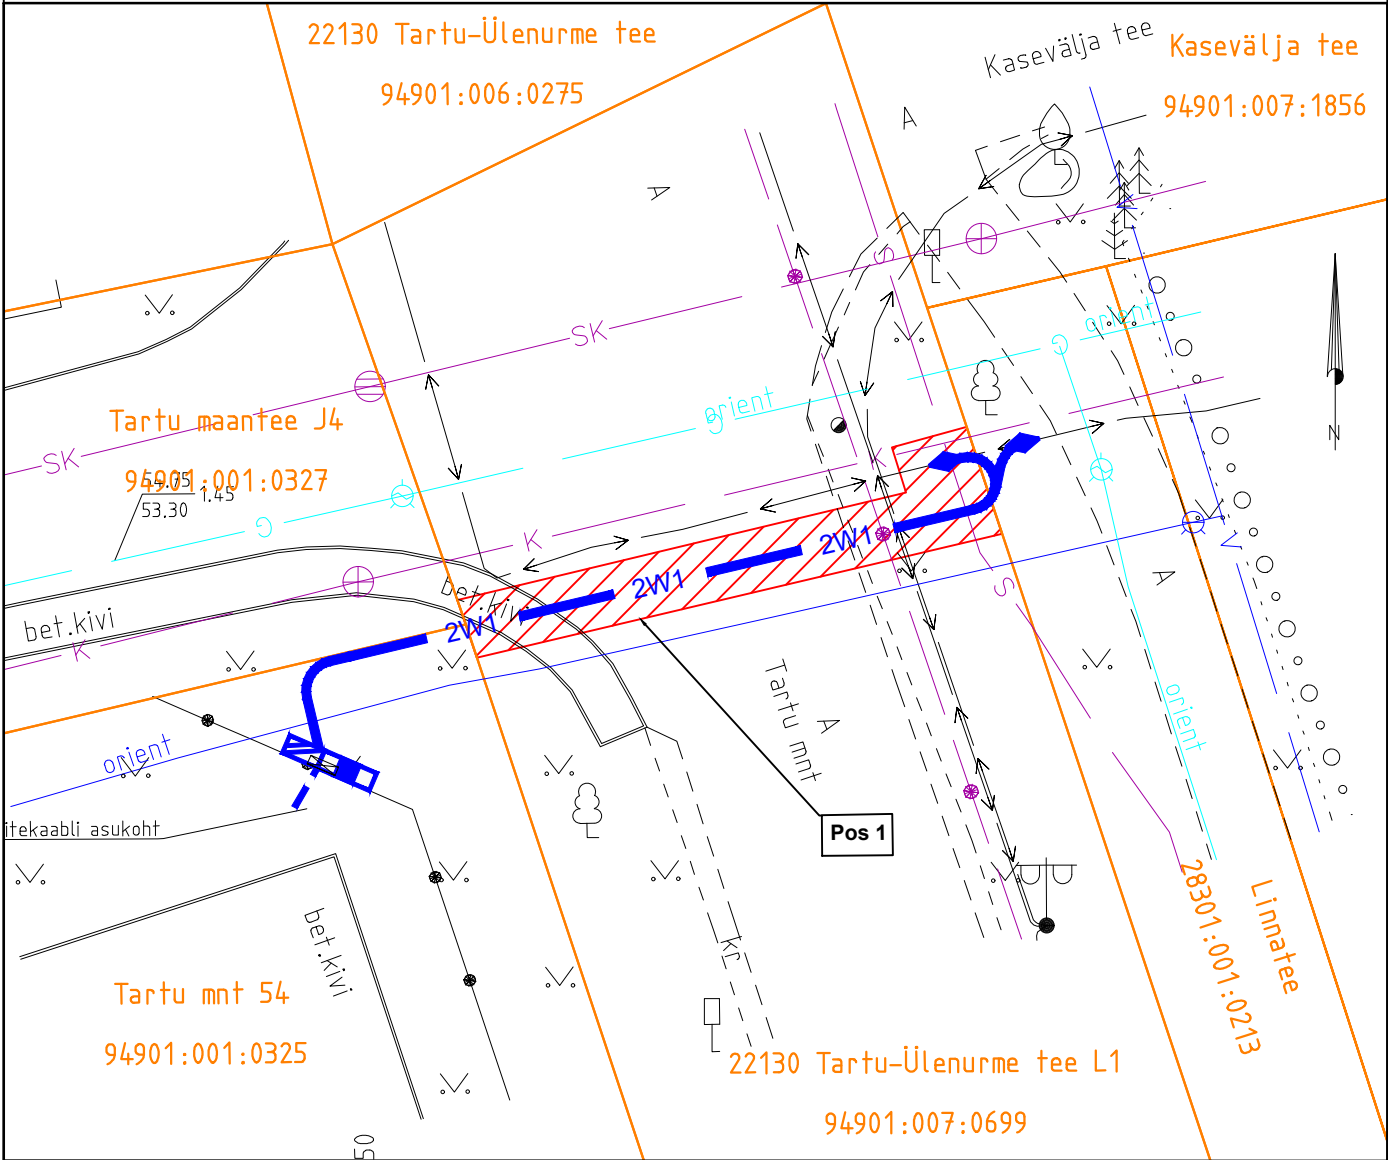 22130 Tartu-Ülenurme tee
94901:006:0275
Kasevälja tee
Kasevälja tee
94901:007:1856
A
A
S
SK
orient
G
orient
G
Tartu maantee J4
SK
94901:001:0327
54.75
1.45
53.30
K
N
G
K
2W1
V
bet.kivi
2W1
A
S
bet.kivi
2W1
K
Tartu mnt
A
orient
orient
Pos 1
itekaabli asukoht
28301:001:0213
Linnatee
bet.kivi
kr
Tartu mnt 54
94901:001:0325
22130 Tartu-Ülenurme tee L1
94901:007:0699
50